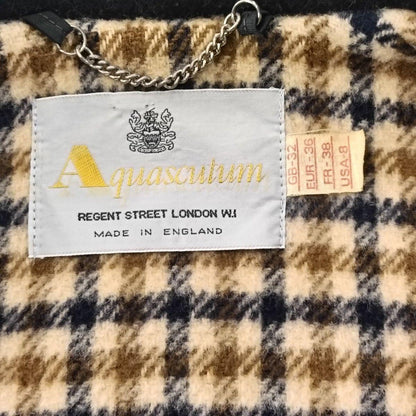 Aquascutum
REGENT STREET LONDON W.1
MADE IN ENGLAND
GB-32
EUR-36
FR-38
USA-8